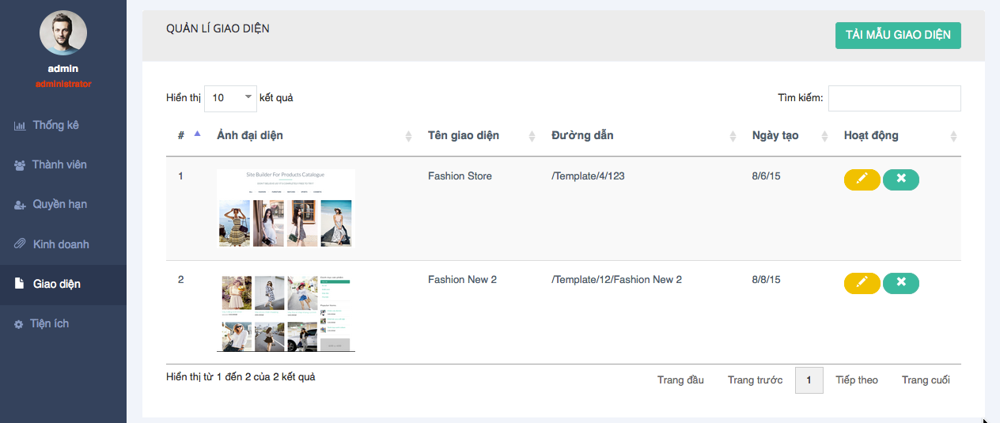 admin
administrator
Thống kê
Thành viên
Quyền hạn
Kinh doanh
Giao diện
Tiện ích
QUẢN LÍ GIAO DIỆN
TẢI MẪU GIAO DIỆN
Hiển thị 10 kết quả
Tìm kiếm:
# Ảnh đại diện Tên giao diện Đường dẫn Ngày tạo Hoạt động
1 Fashion Store /Template/4/123 8/6/15
Site Builder For Products Catalogue
2 Fashion New 2 /Template/12/Fashion New 2 8/8/15
Hiển thị từ 1 đến 2 của 2 kết quả
Trang đầu Trang trước 1 Tiếp theo Trang cuối